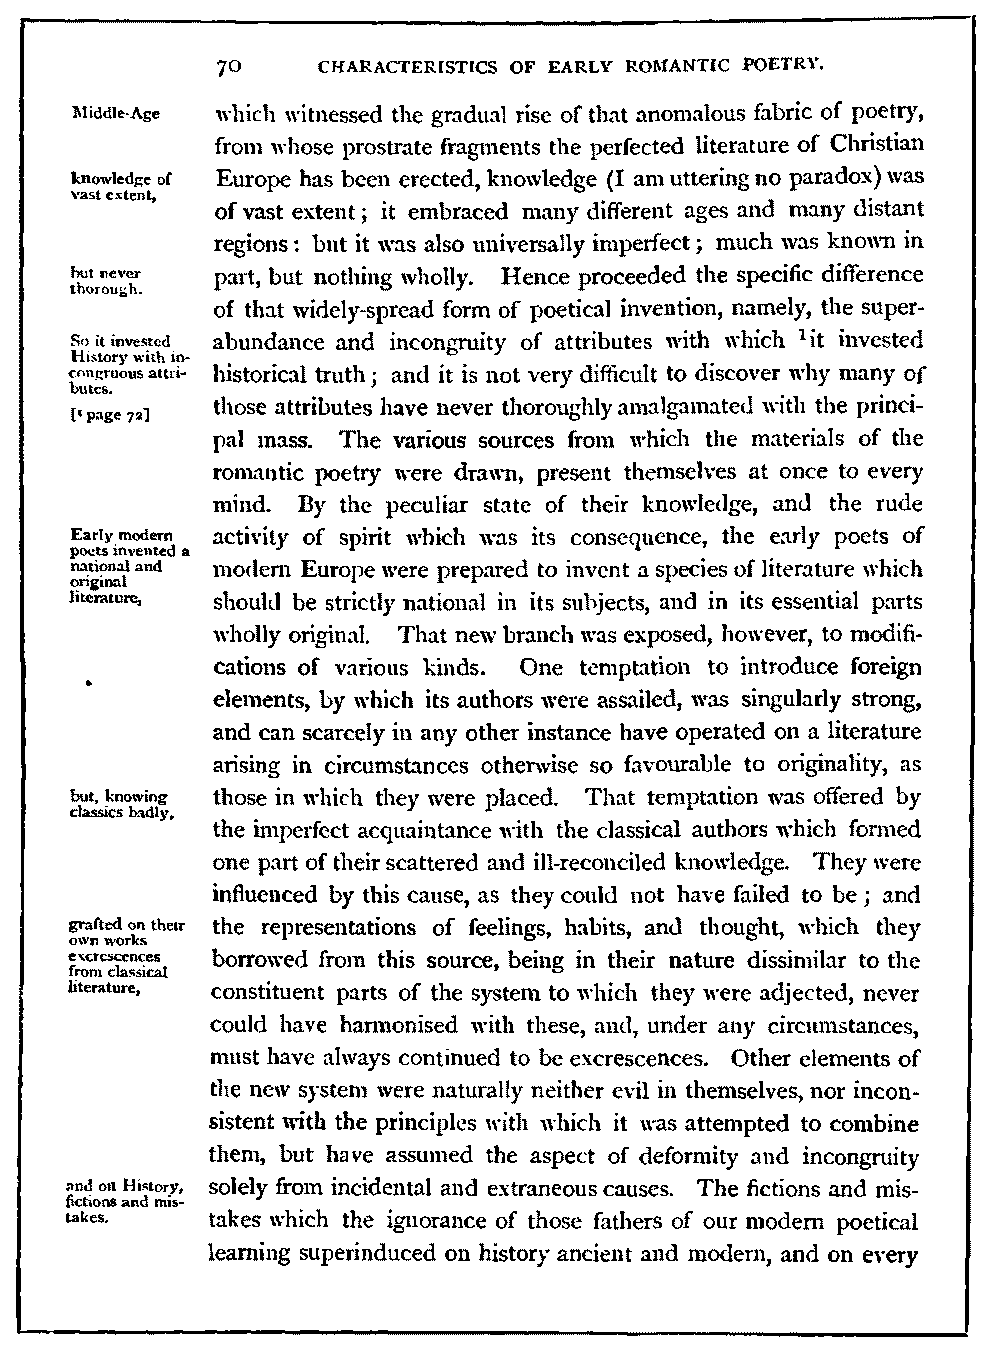 70 CHARACTERISTICS OF EARLY ROMANTIC POETRY.
Middle-Age
which witnessed the gradual rise of that anomalous fabric of poetry,
from whose prostrate fragments the perfected literature of Christian
knowledge of
vast extent,
Europe has been erected, knowledge (I am uttering no paradox) was
of vast extent; it embraced many different ages and many distant
regions: but it was also universally imperfect; much was known in
but never
thorough.
part, but nothing wholly. Hence proceeded the specific difference
of that widely-spread form of poetical invention, namely, the super-
So it invested
History with in-
congruous attri-
butes.
[¹ page 72]
abundance and incongruity of attributes with which ¹it invested
historical truth; and it is not very difficult to discover why many of
those attributes have never thoroughly amalgamated with the princi-
pal mass. The various sources from which the materials of the
romantic poetry were drawn, present themselves at once to every
mind. By the peculiar state of their knowledge, and the rude
Early modern
poets invented a
national and
original
literature,
activity of spirit which was its consequence, the early poets of
modern Europe were prepared to invent a species of literature which
should be strictly national in its subjects, and in its essential parts
wholly original. That new branch was exposed, however, to modifi-
cations of various kinds. One temptation to introduce foreign
elements, by which its authors were assailed, was singularly strong,
and can scarcely in any other instance have operated on a literature
arising in circumstances otherwise so favourable to originality, as
but, knowing
classics badly,
those in which they were placed. That temptation was offered by
the imperfect acquaintance with the classical authors which formed
one part of their scattered and ill-reconciled knowledge. They were
influenced by this cause, as they could not have failed to be; and
grafted on their
own works
excrescences
from classical
literature,
the representations of feelings, habits, and thought, which they
borrowed from this source, being in their nature dissimilar to the
constituent parts of the system to which they were adjected, never
could have harmonised with these, and, under any circumstances,
must have always continued to be excrescences. Other elements of
the new system were naturally neither evil in themselves, nor incon-
sistent with the principles with which it was attempted to combine
them, but have assumed the aspect of deformity and incongruity
and on History,
fictions and mis-
takes.
solely from incidental and extraneous causes. The fictions and mis-
takes which the ignorance of those fathers of our modern poetical
learning superinduced on history ancient and modern, and on every